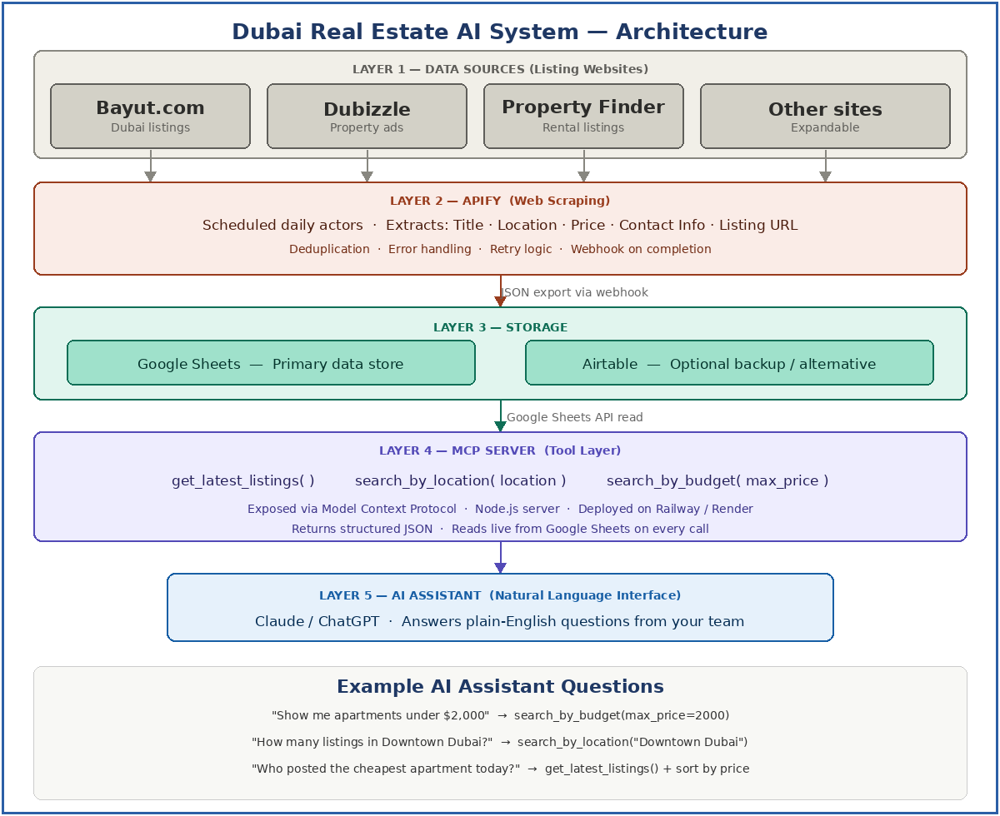 Dubai Real Estate AI System — Architecture
LAYER 1 — DATA SOURCES (Listing Websites)
Bayut.com
Dubai listings
Dubizzle
Property ads
Property Finder
Rental listings
Other sites
Expandable
LAYER 2 — APIFY (Web Scraping)
Scheduled daily actors · Extracts: Title · Location · Price · Contact Info · Listing URL
Deduplication · Error handling · Retry logic · Webhook on completion
JSON export via webhook
LAYER 3 — STORAGE
Google Sheets — Primary data store
Airtable — Optional backup / alternative
Google Sheets API read
LAYER 4 — MCP SERVER (Tool Layer)
get_latest_listings( ) search_by_location( location ) search_by_budget( max_price )
Exposed via Model Context Protocol · Node.js server · Deployed on Railway / Render
Returns structured JSON · Reads live from Google Sheets on every call
LAYER 5 — AI ASSISTANT (Natural Language Interface)
Claude / ChatGPT · Answers plain-English questions from your team
Example AI Assistant Questions
"Show me apartments under $2,000" → search_by_budget(max_price=2000)
"How many listings in Downtown Dubai?" → search_by_location("Downtown Dubai")
"Who posted the cheapest apartment today?" → get_latest_listings() + sort by price